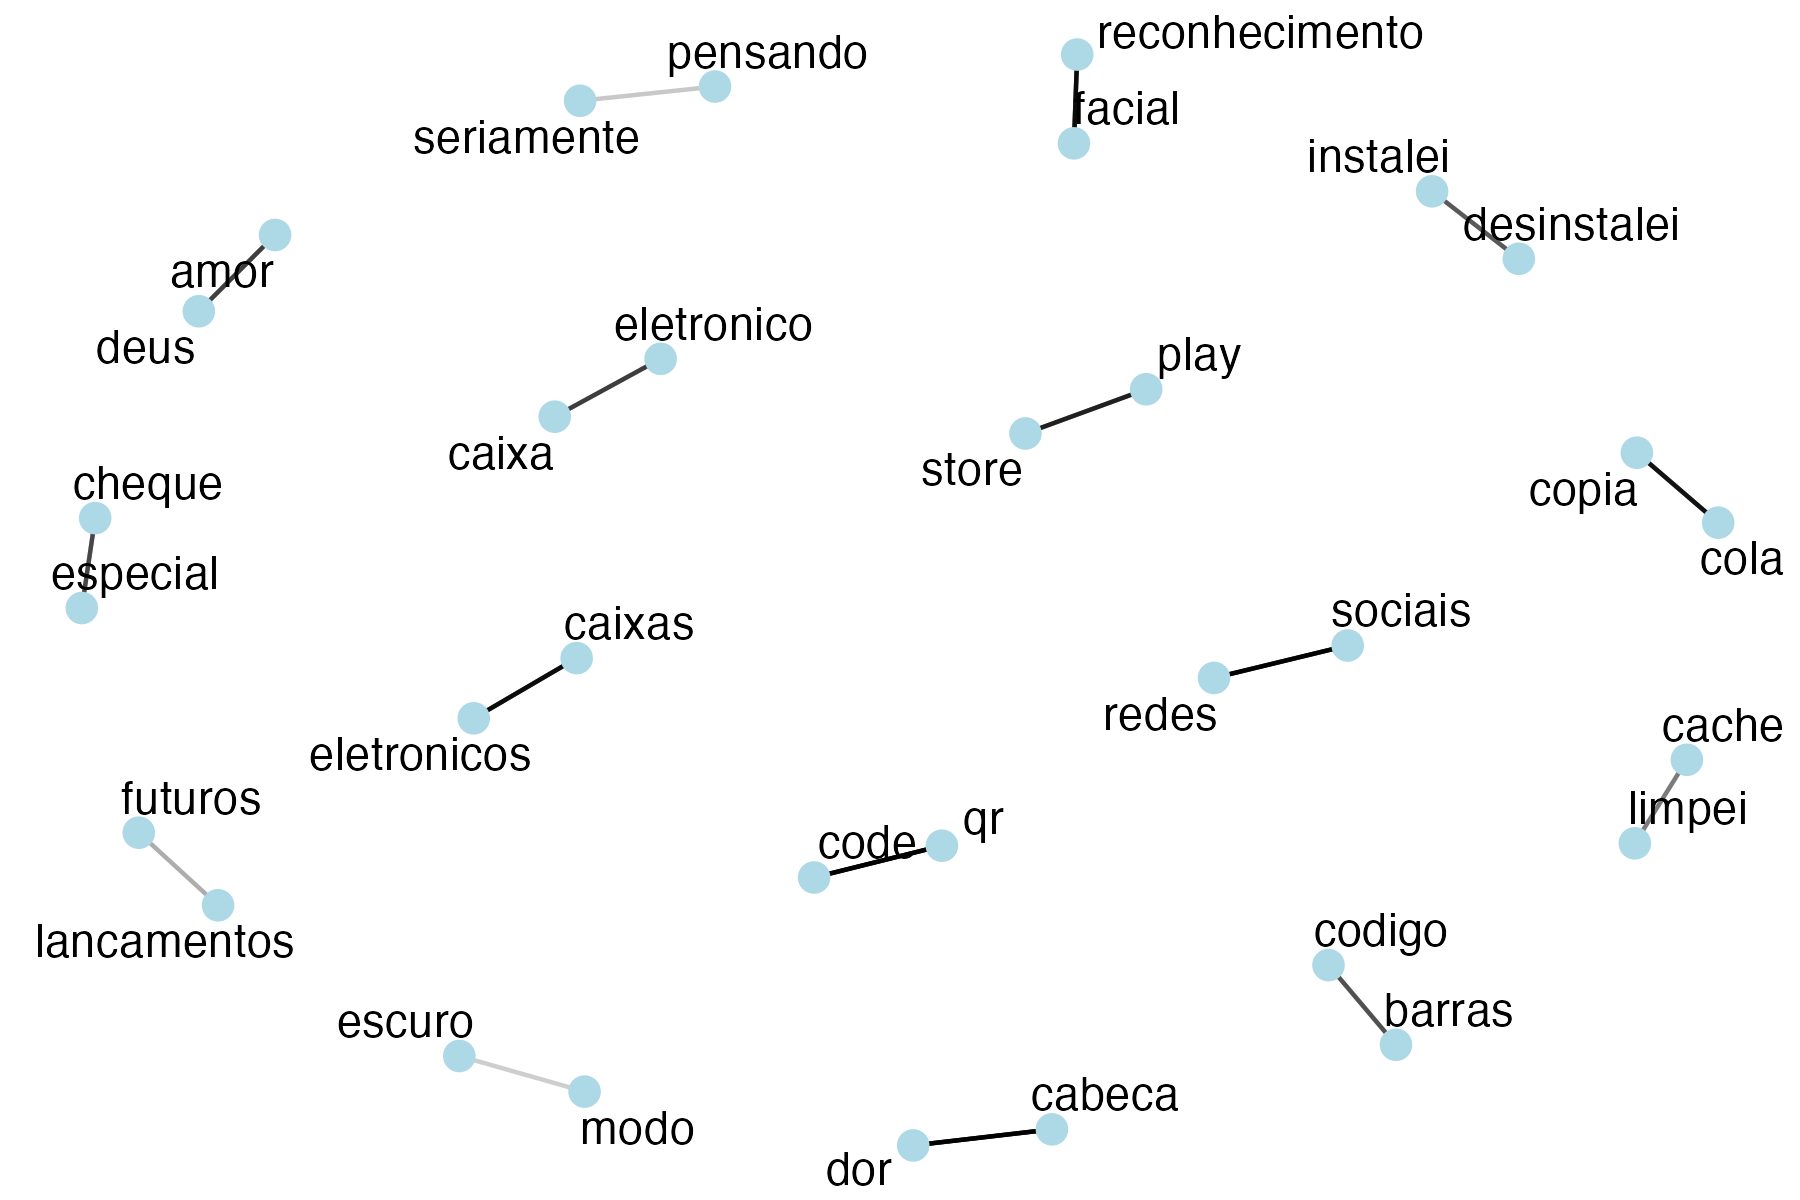 reconhecimento
pensando
facial
seriamente
instalei
desinstalei
amor
eletronico
deus
play
caixa
store
cheque
copia
cola
especial
sociais
caixas
redes
cache
eletronicos
futuros
limpei
qr
code
codigo
lancamentos
barras
escuro
cabeca
modo
dor